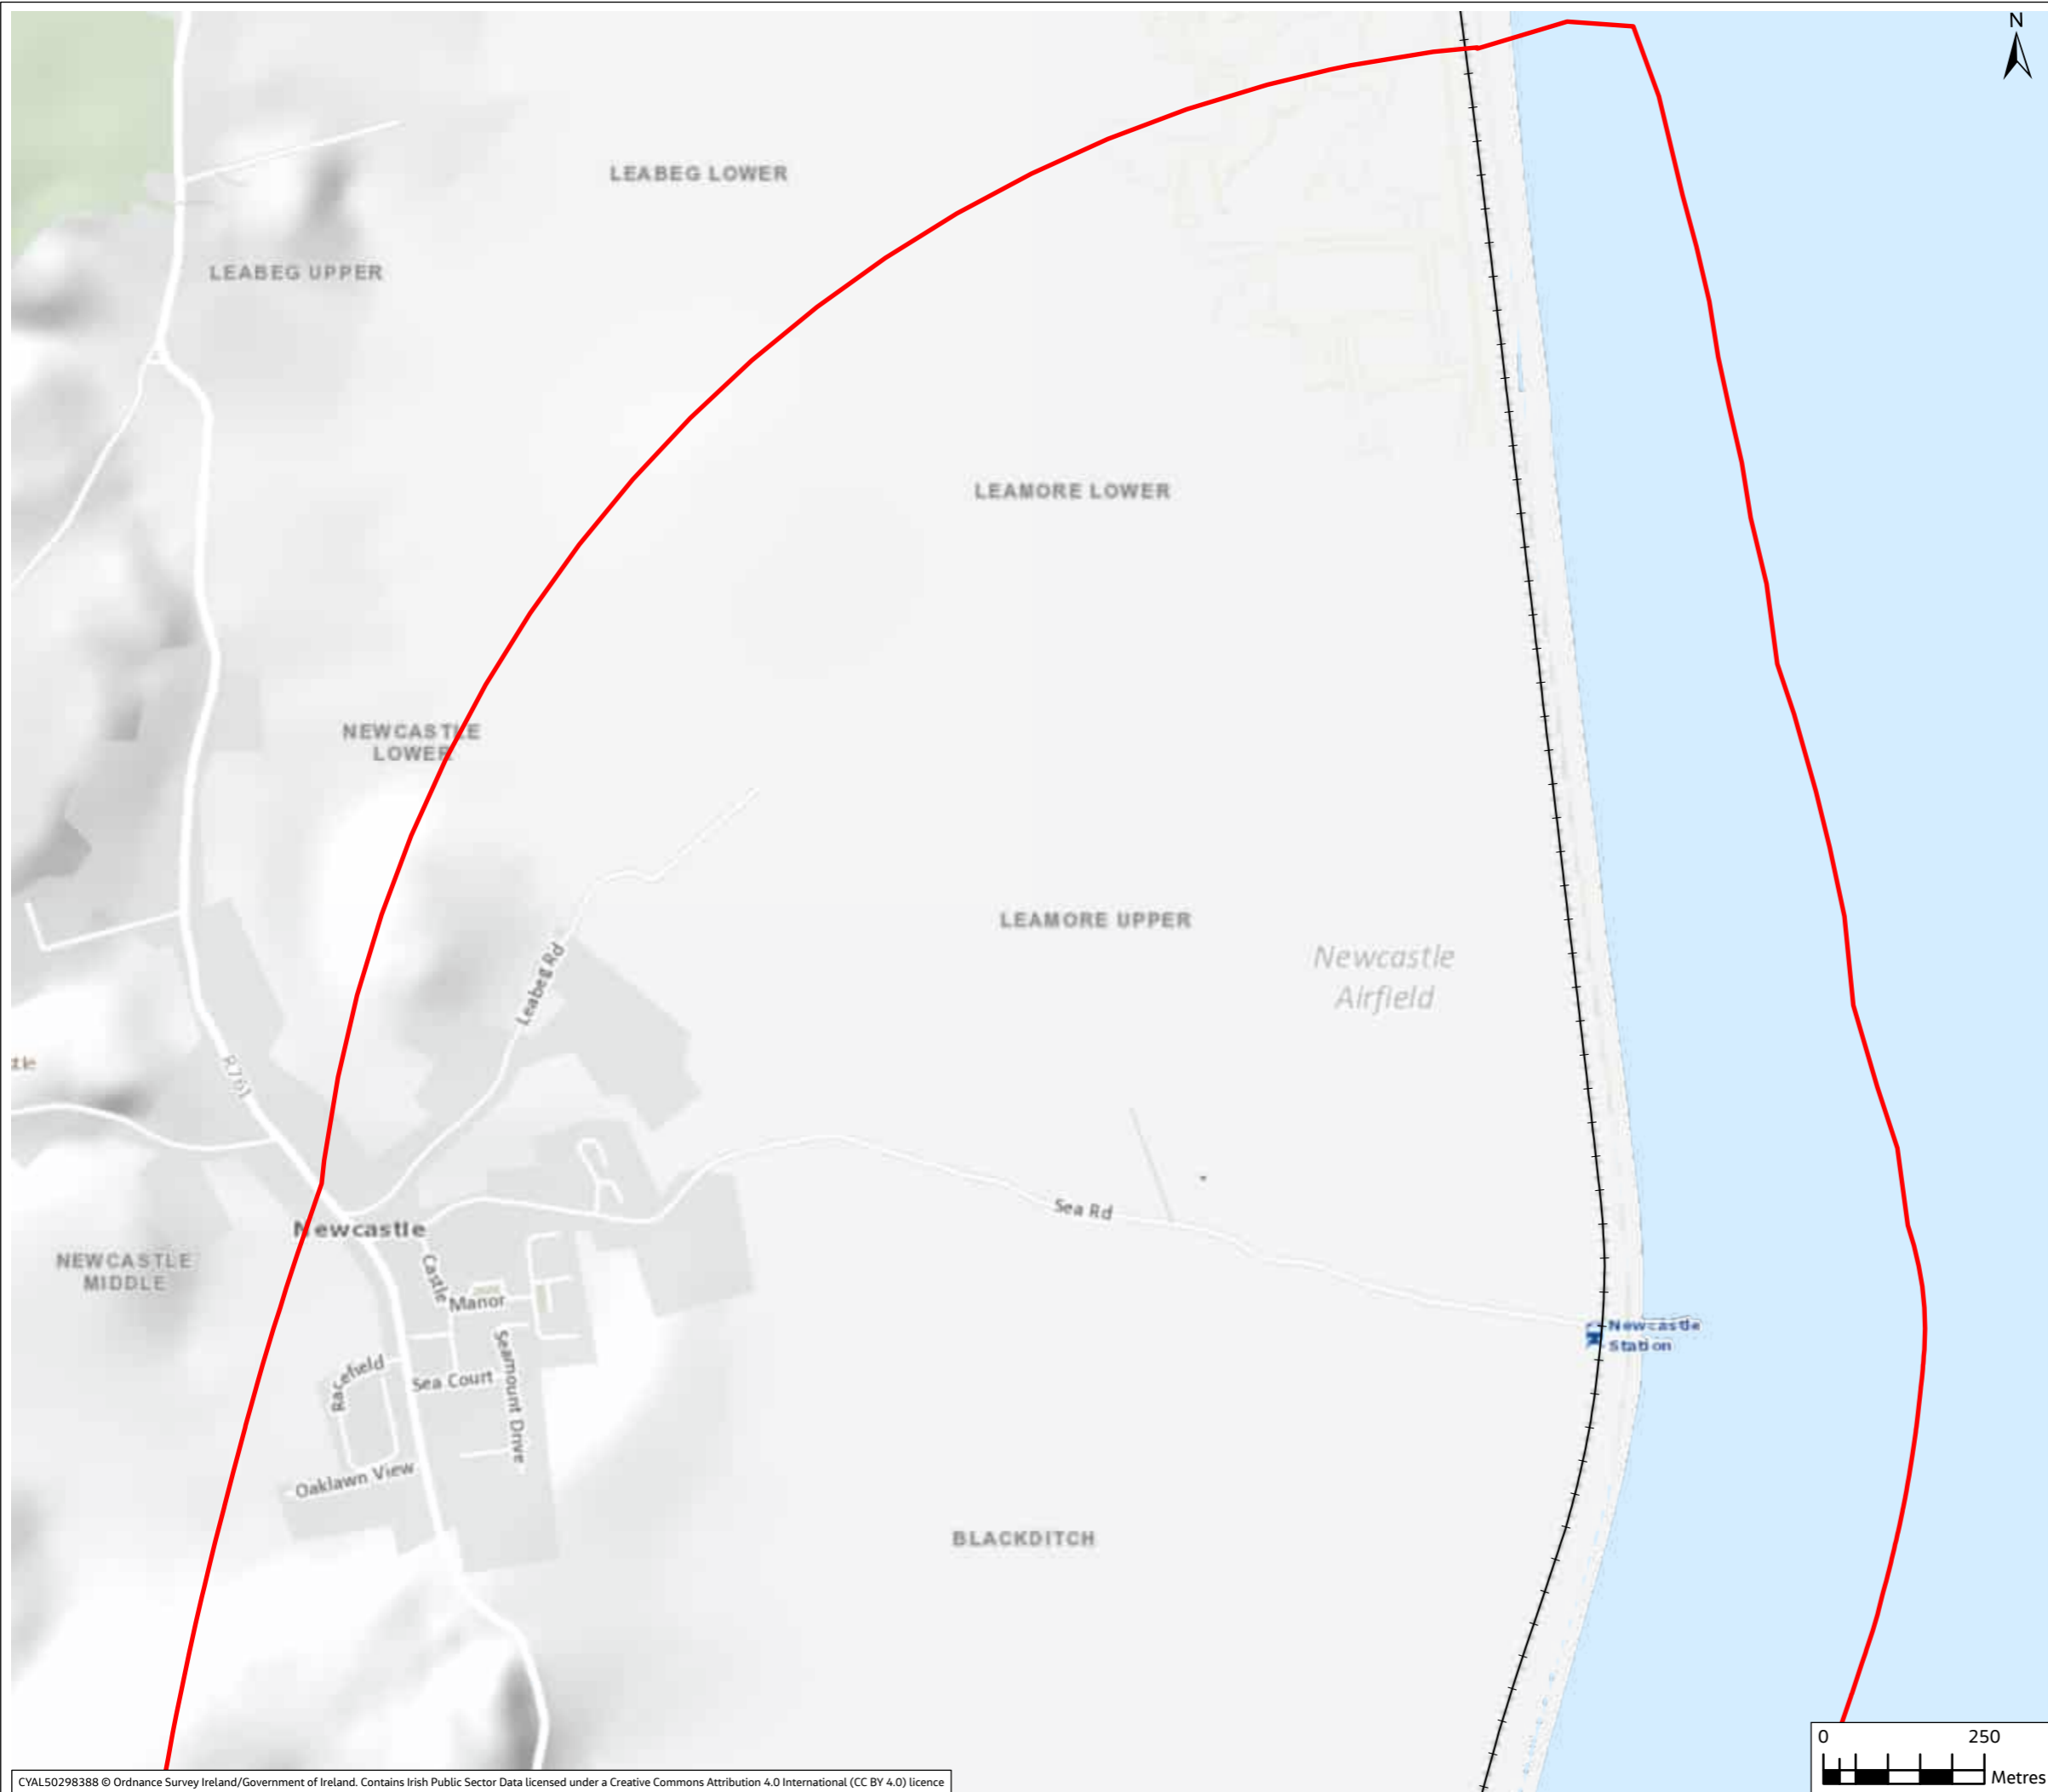 N
LEABEG LOWER
LEABEG UPPER
LEAMORE LOWER
NEWCASTLE
LOWER
LEAMORE UPPER
Newcastle
Airfield
Leabeg Rd
tle
R761
Sea Rd
Newcastle
NEWCASTLE
MIDDLE
Castle
Manor
Newcastle
Station
Racefield
Sea Court
Seamount Drive
Oaklawn View
BLACKDITCH
0 250
Metres
CYAL50298388 © Ordnance Survey Ireland/Government of Ireland. Contains Irish Public Sector Data licensed under a Creative Commons Attribution 4.0 International (CC BY 4.0) licence